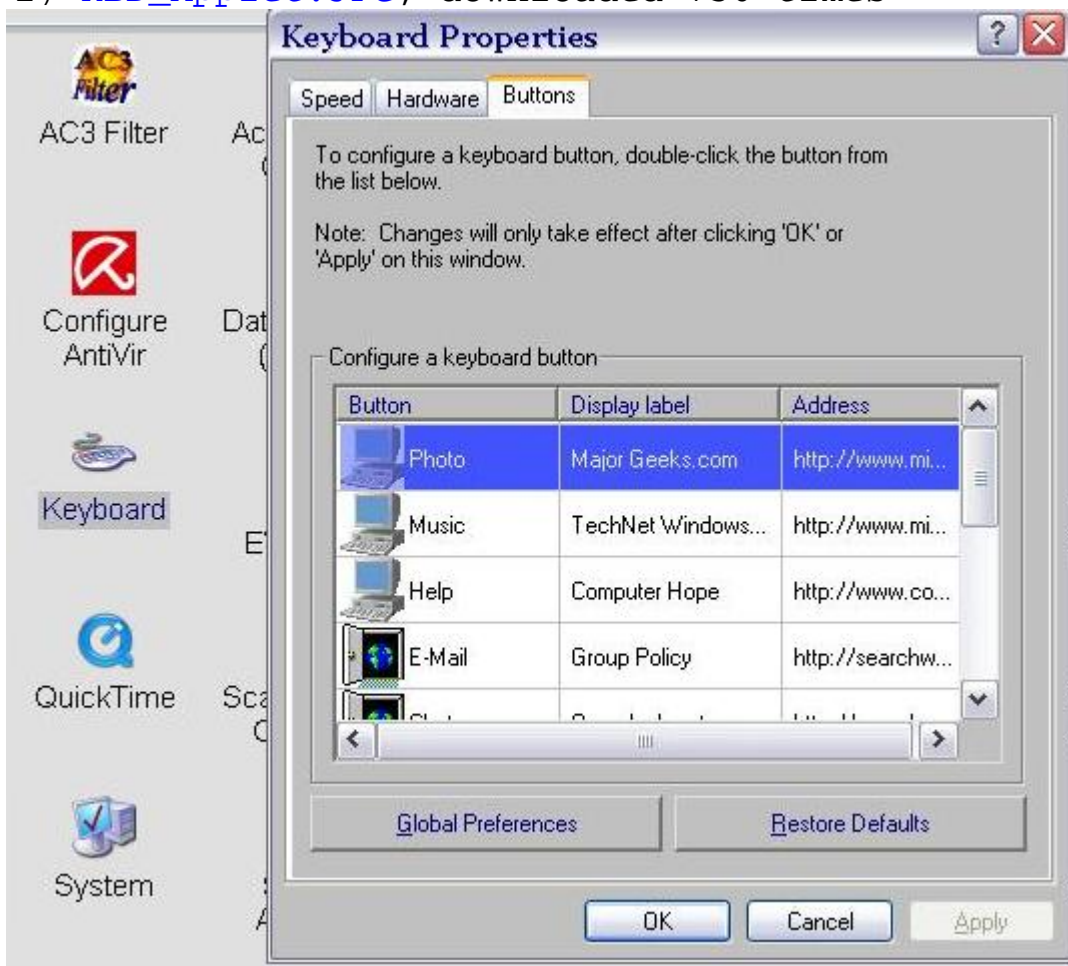 Keyboard Properties
AC3
Filter
AC3 Filter
Speed
Hardware
Buttons
To configure a keyboard button, double-click the button from
the list below.
Note: Changes will only take effect after clicking 'OK' or
'Apply' on this window.
Configure
AntiVir
Configure a keyboard button
Button Display label Address
Photo Major Geeks.com http://www.mi...
Music TechNet Windows... http://www.mi...
Help Computer Hope http://www.co...
E-Mail Group Policy http://searchw...
Keyboard
QuickTime
System
Global Preferences
Restore Defaults
OK
Cancel
Apply